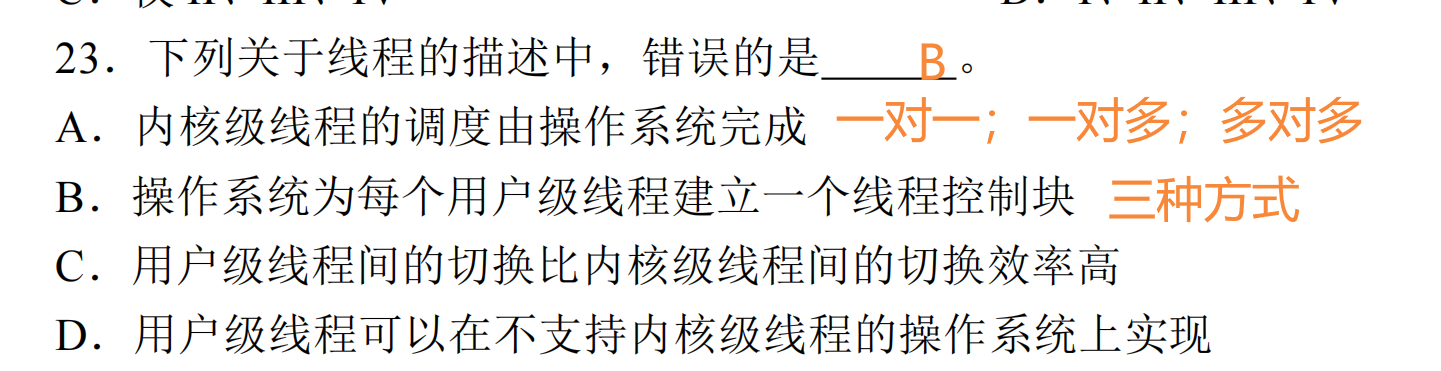 23．下列关于线程的描述中，错误的是 B 。
A．内核级线程的调度由操作系统完成 一对一；一对多；多对多
B．操作系统为每个用户级线程建立一个线程控制块 三种方式
C．用户级线程间的切换比内核级线程间的切换效率高
D．用户级线程可以在不支持内核级线程的操作系统上实现